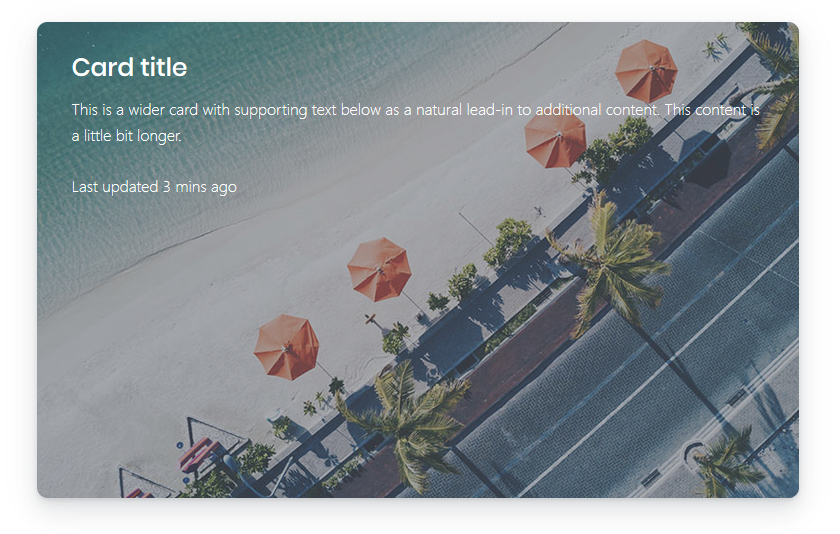 Card title
This is a wider card with supporting text below as a natural lead-in to additional content. This content is
a little bit longer.
Last updated 3 mins ago